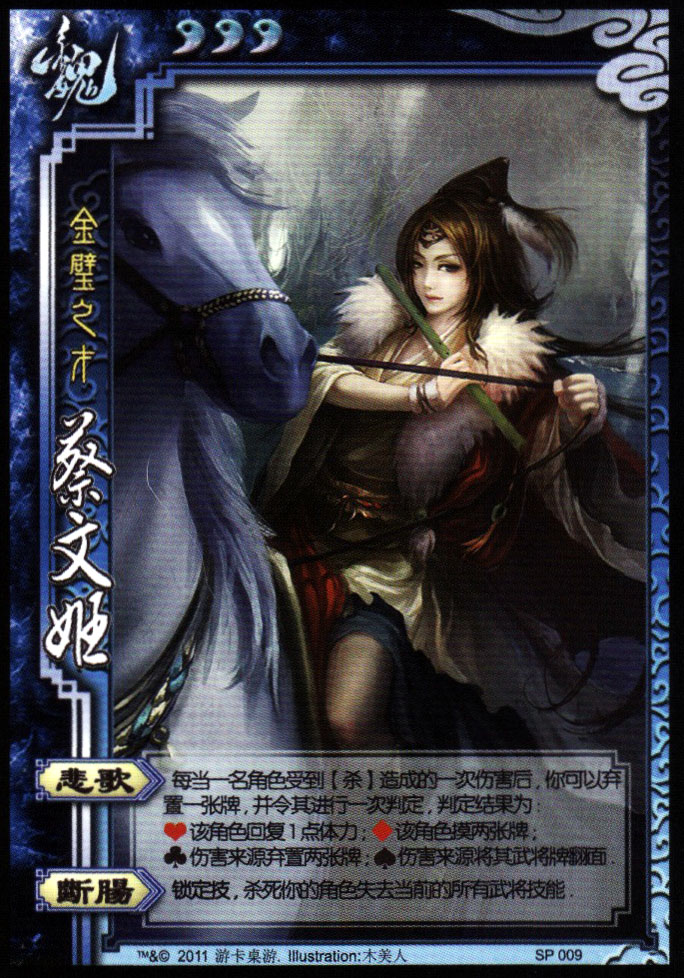 魏
金璧之才
蔡文姬
悲歌
每当一名角色受到【杀】造成的一次伤害后,你可以弃
置一张牌,并令其进行一次判定,判定结果为:
♥该角色回复1点体力;♦该角色摸两张牌;
♣伤害来源弃置两张牌;♠伤害来源将其武将牌翻面.
斷腸
锁定技,杀死你的角色失去当前的所有武将技能.
™&© 2011 游卡桌游. Illustration:木美人
SP 009